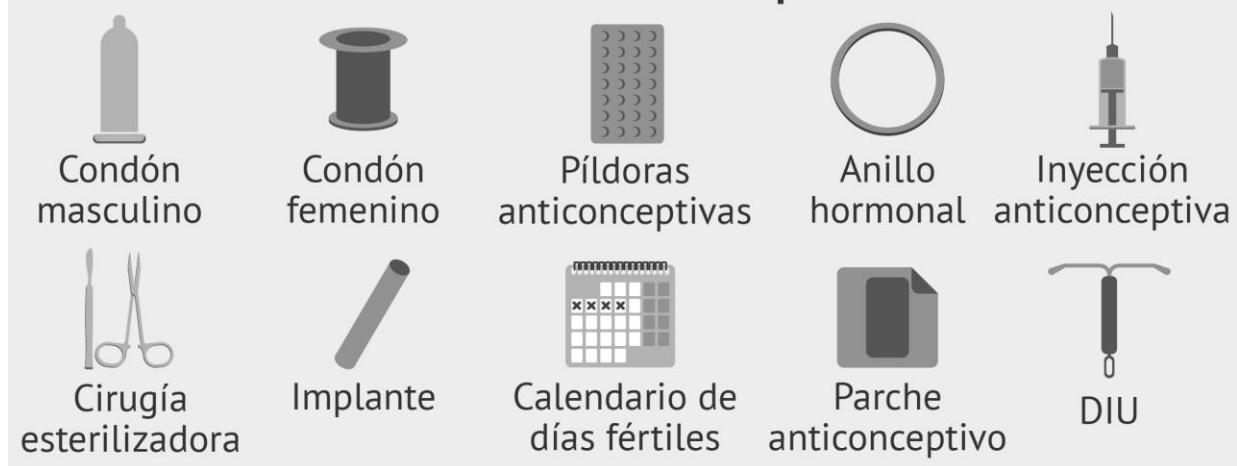 Condón
masculino
Condón
femenino
Píldoras
anticonceptivas
Anillo
hormonal
Inyección
anticonceptiva
Cirugía
esterilizadora
Implante
Calendario de
días fértiles
Parche
anticonceptivo
DIU